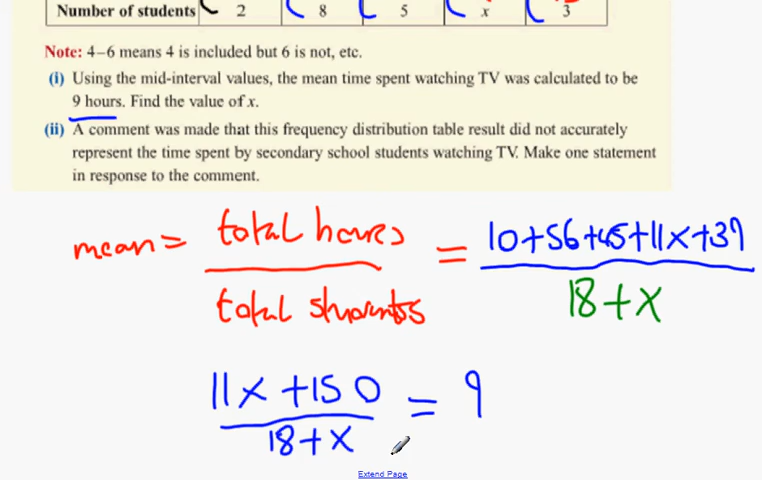 Number of students 2 8 5 x 3
Note: 4–6 means 4 is included but 6 is not, etc.
(i) Using the mid-interval values, the mean time spent watching TV was calculated to be
9 hours. Find the value of x.
(ii) A comment was made that this frequency distribution table result did not accurately
represent the time spent by secondary school students watching TV. Make one statement
in response to the comment.
mean = total hours / total students = 10+56+45+11x+39 / 18+x
11x+150 / 18+x = 9
Extend Page